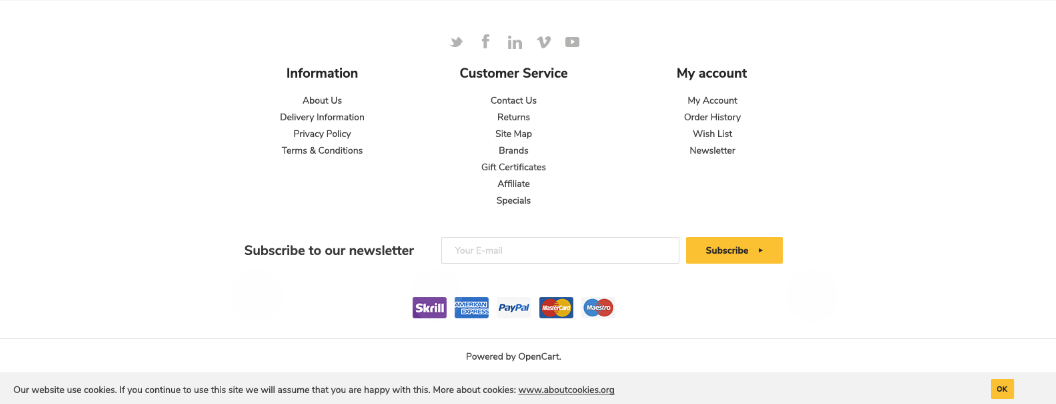 Information
About Us
Delivery Information
Privacy Policy
Terms & Conditions
Customer Service
Contact Us
Returns
Site Map
Brands
Gift Certificates
Affiliate
Specials
My account
My Account
Order History
Wish List
Newsletter
Subscribe to our newsletter
Your E-mail
Subscribe
Skrill
AMERICAN EXPRESS
PayPal
MasterCard
Maestro
Powered by OpenCart.
Our website use cookies. If you continue to use this site we will assume that you are happy with this. More about cookies: www.aboutcookies.org
OK